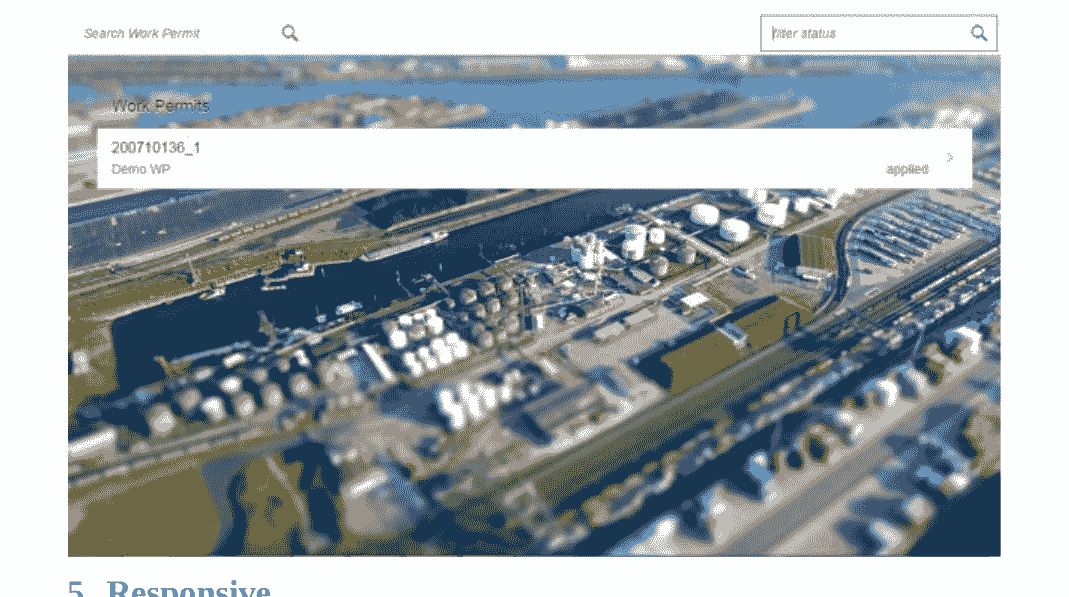 Search Work Permit
filter status
Work Permits
200710136_1
Demo WP
applied
5. Responsive